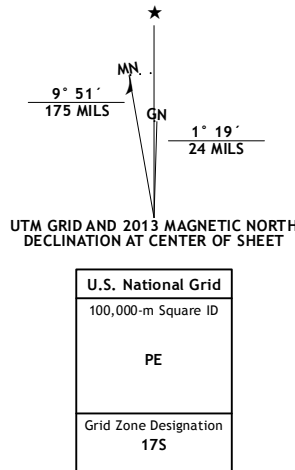 ★
MN
9° 51´
175 MILS
GN
1° 19´
24 MILS
UTM GRID AND 2013 MAGNETIC NORTH
DECLINATION AT CENTER OF SHEET
U.S. National Grid
100,000-m Square ID
PE
Grid Zone Designation
17S